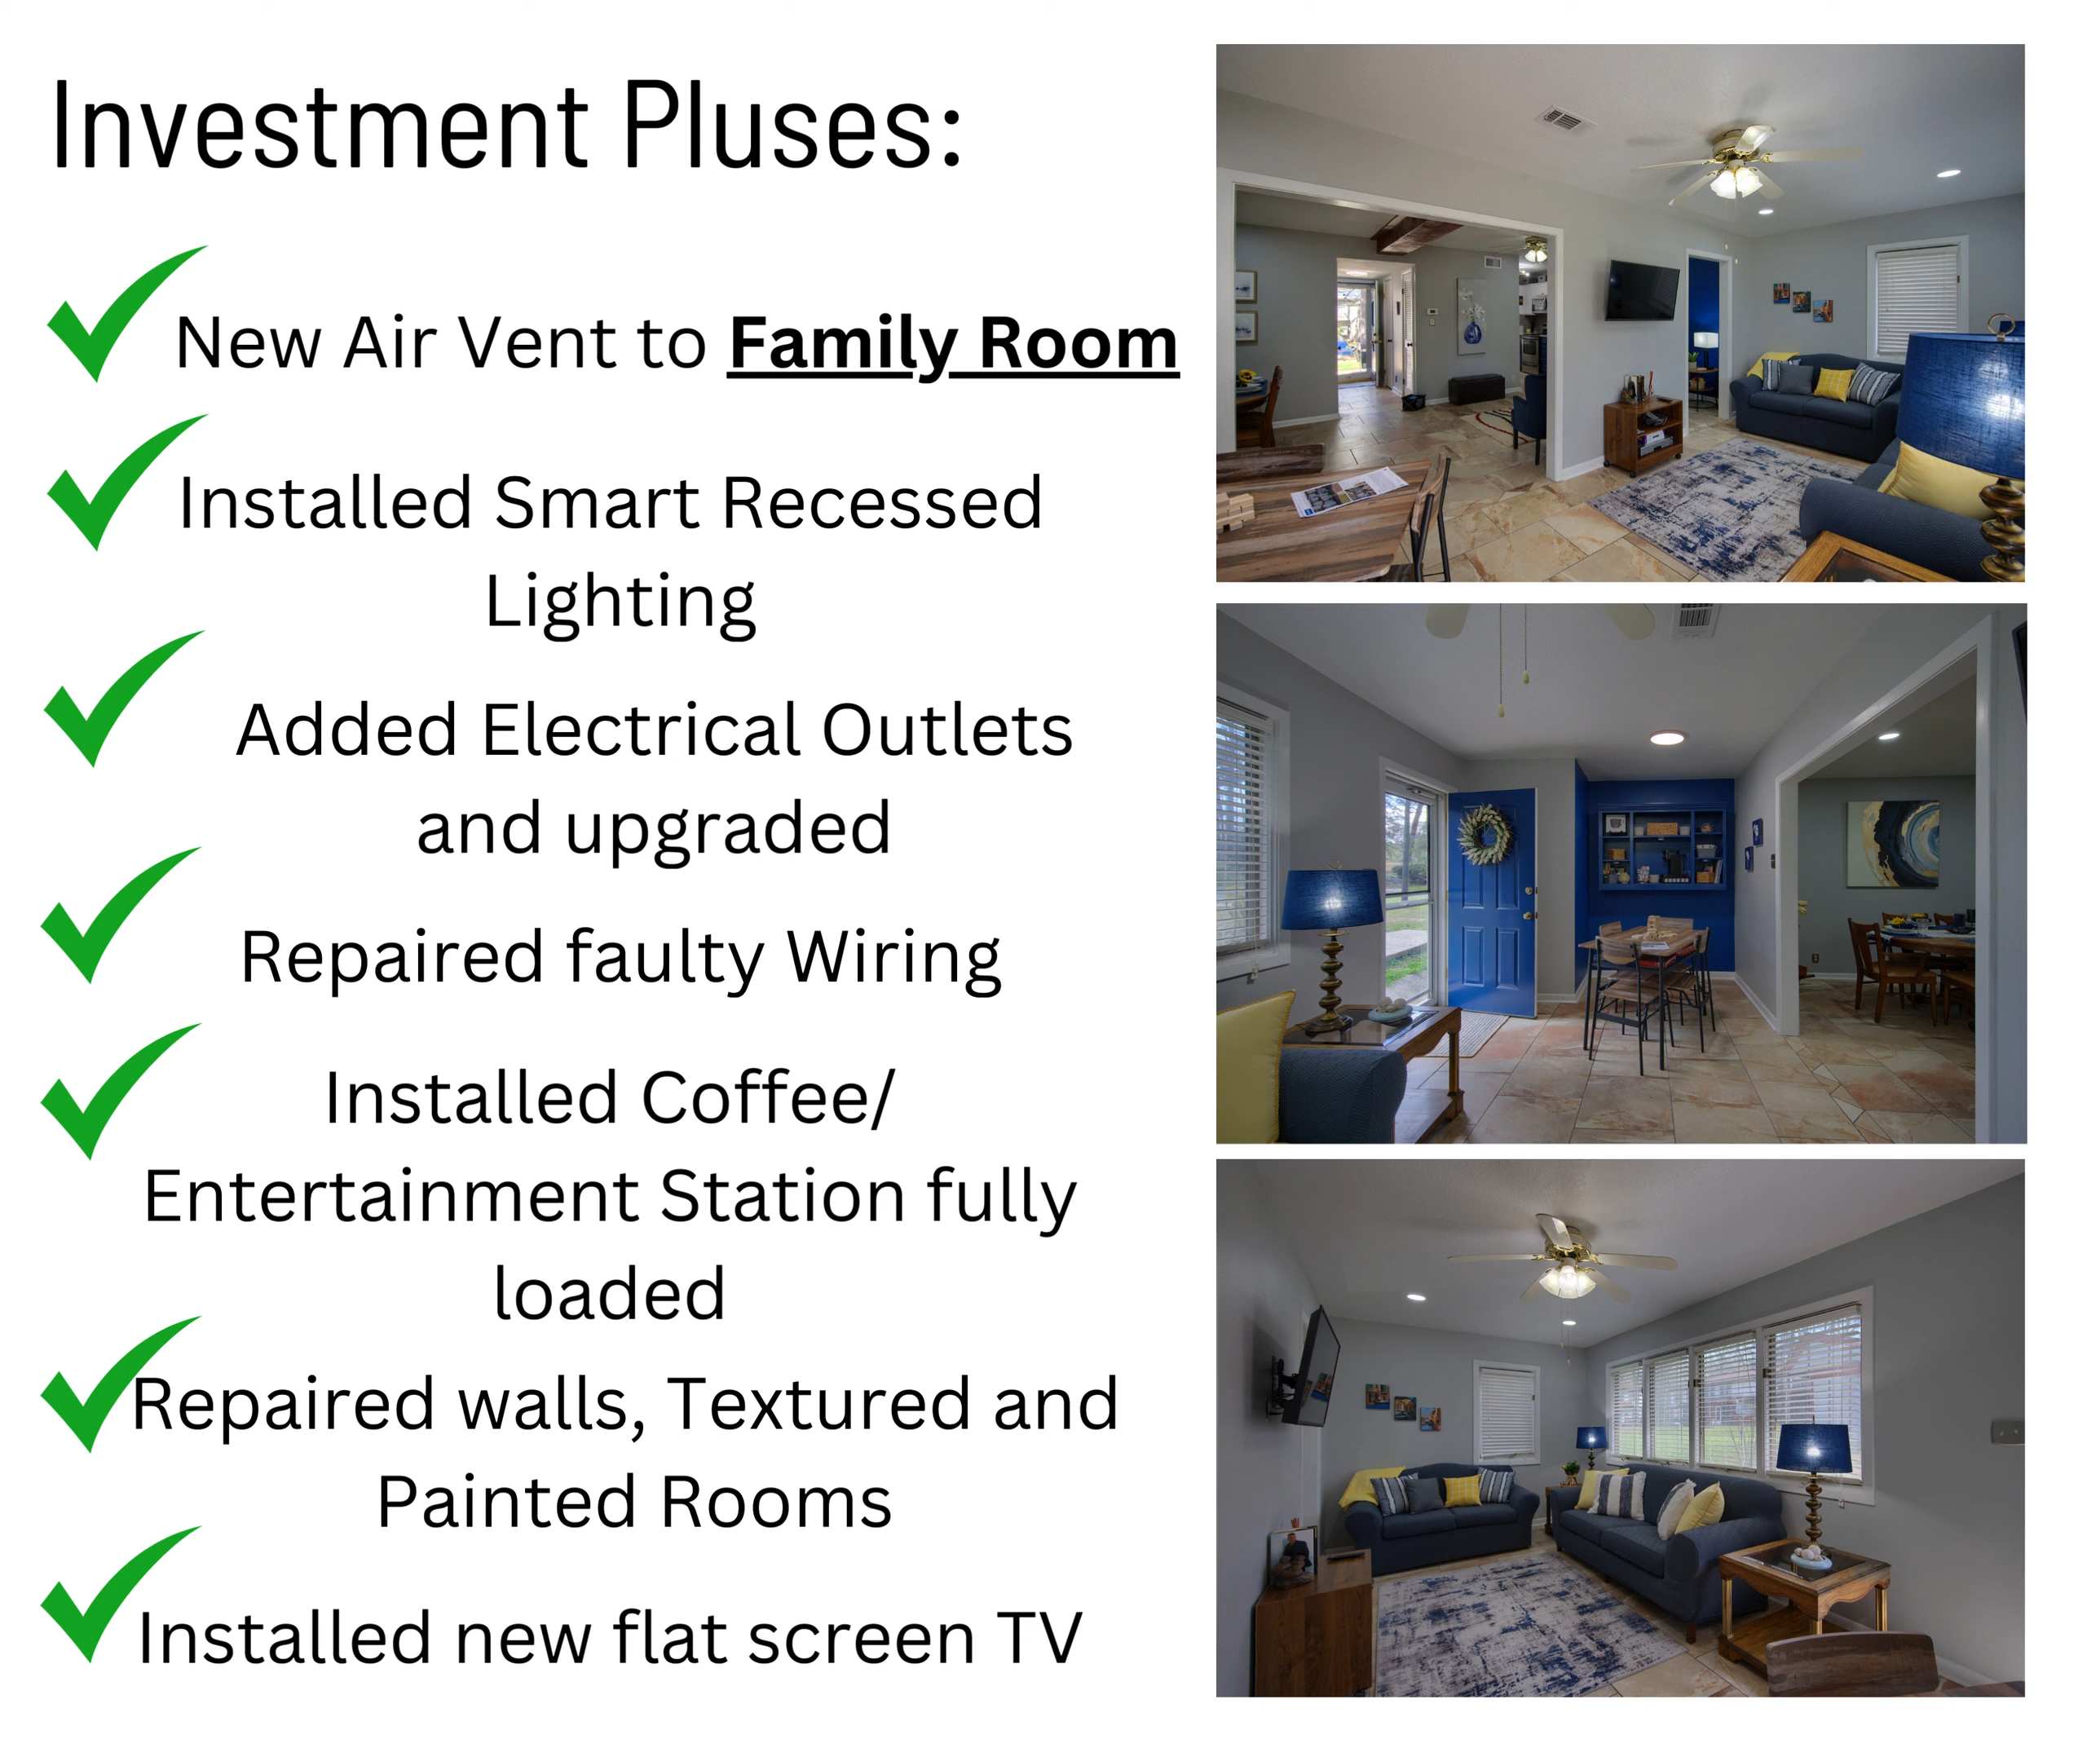 Investment Pluses:
New Air Vent to Family Room
Installed Smart Recessed
Lighting
Added Electrical Outlets
and upgraded
Repaired faulty Wiring
Installed Coffee/
Entertainment Station fully
loaded
Repaired walls, Textured and
Painted Rooms
Installed new flat screen TV